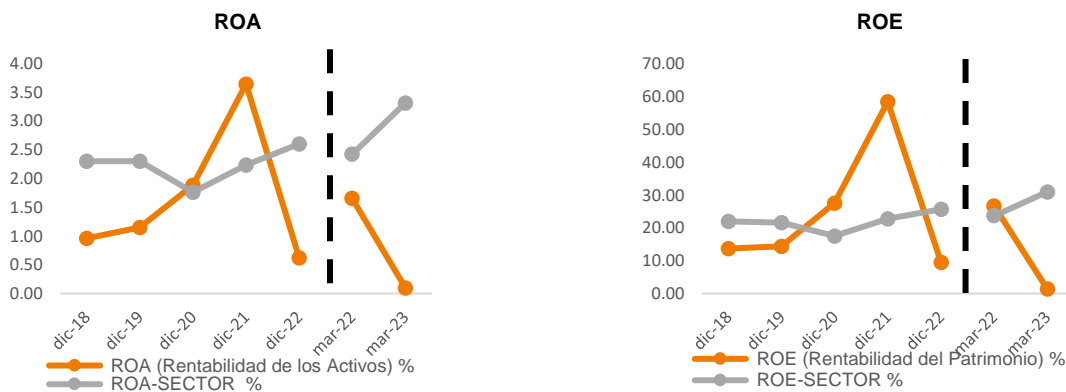 ROA
4.00
3.50
3.00
2.50
2.00
1.50
1.00
0.50
0.00
dic-18
dic-19
dic-20
dic-21
dic-22
mar-22
mar-23
ROA (Rentabilidad de los Activos) %
ROA-SECTOR %
ROE
70.00
60.00
50.00
40.00
30.00
20.00
10.00
0.00
dic-18
dic-19
dic-20
dic-21
dic-22
mar-22
mar-23
ROE (Rentabilidad del Patrimonio) %
ROE-SECTOR %